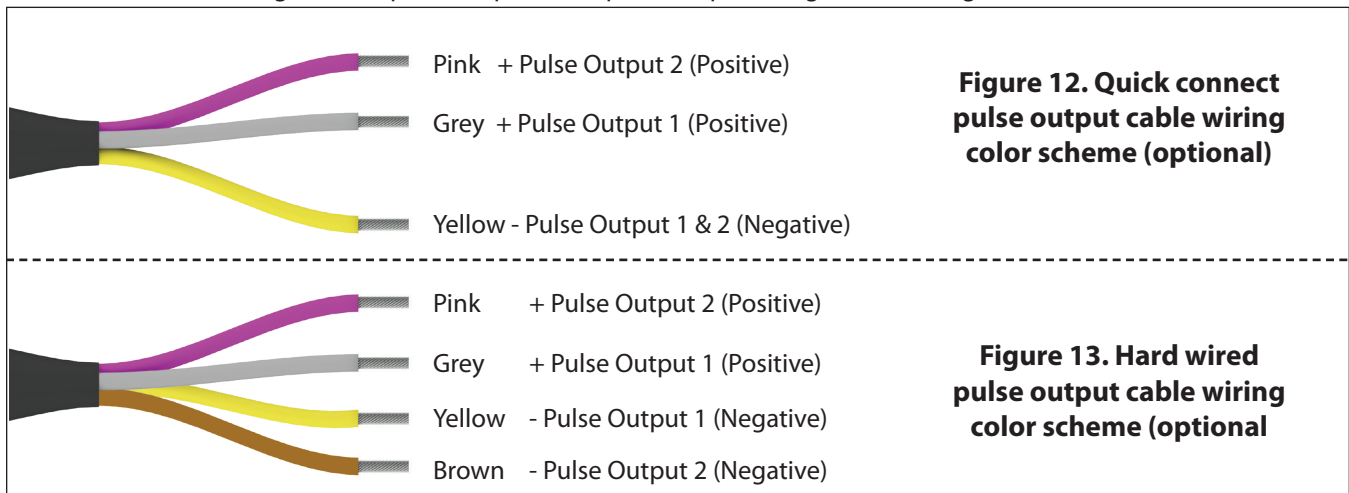 Pink + Pulse Output 2 (Positive)
Grey + Pulse Output 1 (Positive)
Yellow - Pulse Output 1 & 2 (Negative)
Figure 12. Quick connect
pulse output cable wiring
color scheme (optional)
Pink + Pulse Output 2 (Positive)
Grey + Pulse Output 1 (Positive)
Yellow - Pulse Output 1 (Negative)
Brown - Pulse Output 2 (Negative)
Figure 13. Hard wired
pulse output cable wiring
color scheme (optional